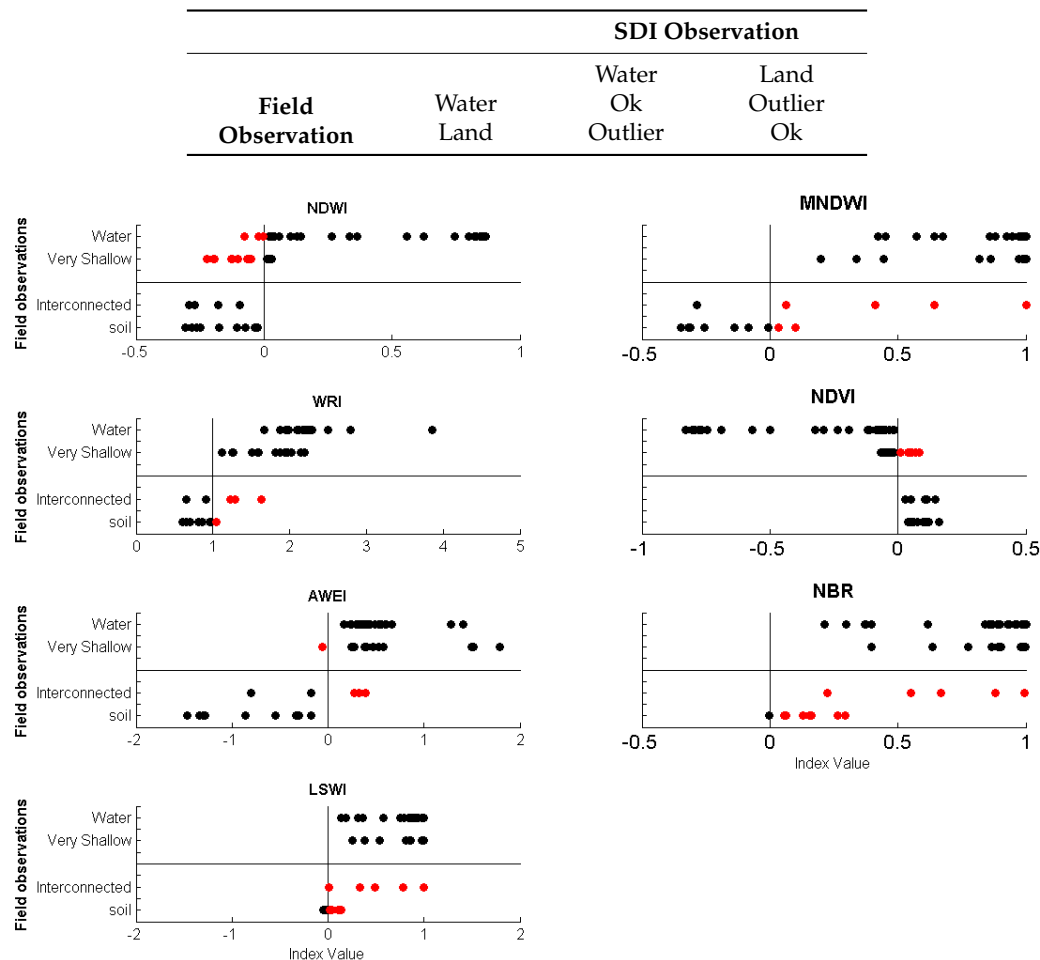 SDI Observation
Water Land
Field Water Ok Outlier
Observation Land Outlier Ok
NDWI
Field observations
Water
Very Shallow
Interconnected
soil
-0.5 0 0.5 1
MNDWI
-0.5 0 0.5 1
WRI
Field observations
Water
Very Shallow
Interconnected
soil
0 1 2 3 4 5
NDVI
-1 -0.5 0 0.5
AWEI
Field observations
Water
Very Shallow
Interconnected
soil
-2 -1 0 1 2
NBR
-0.5 0 0.5 1
Index Value
LSWI
Field observations
Water
Very Shallow
Interconnected
soil
-2 -1 0 1 2
Index Value